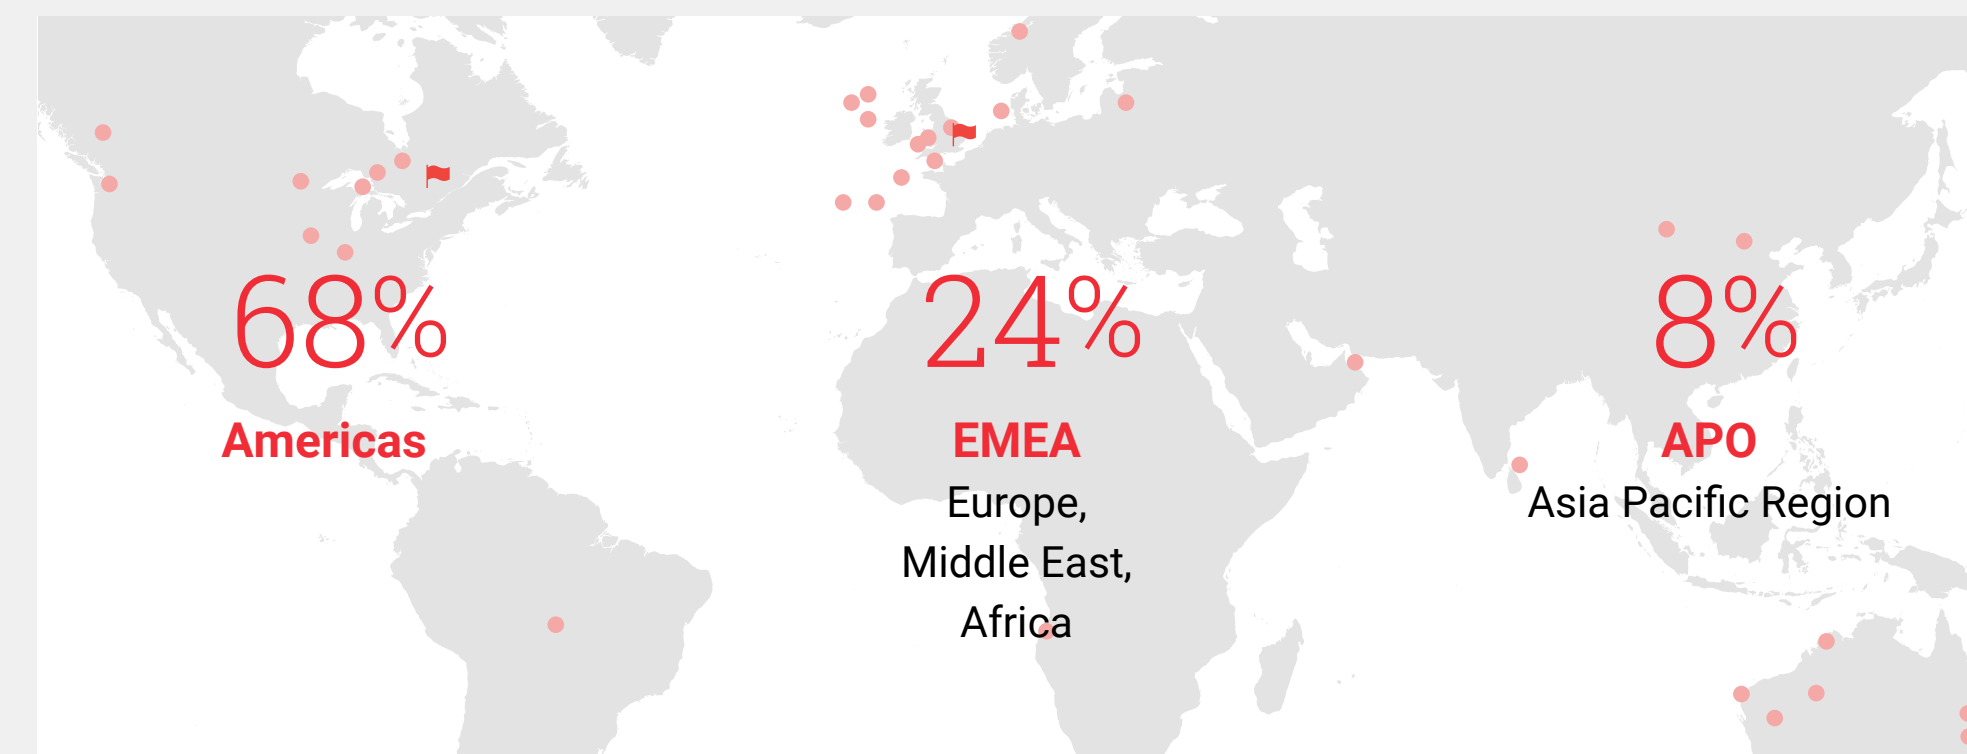 68%
Americas
24%
EMEA
Europe,
Middle East,
Africa
8%
APO
Asia Pacific Region